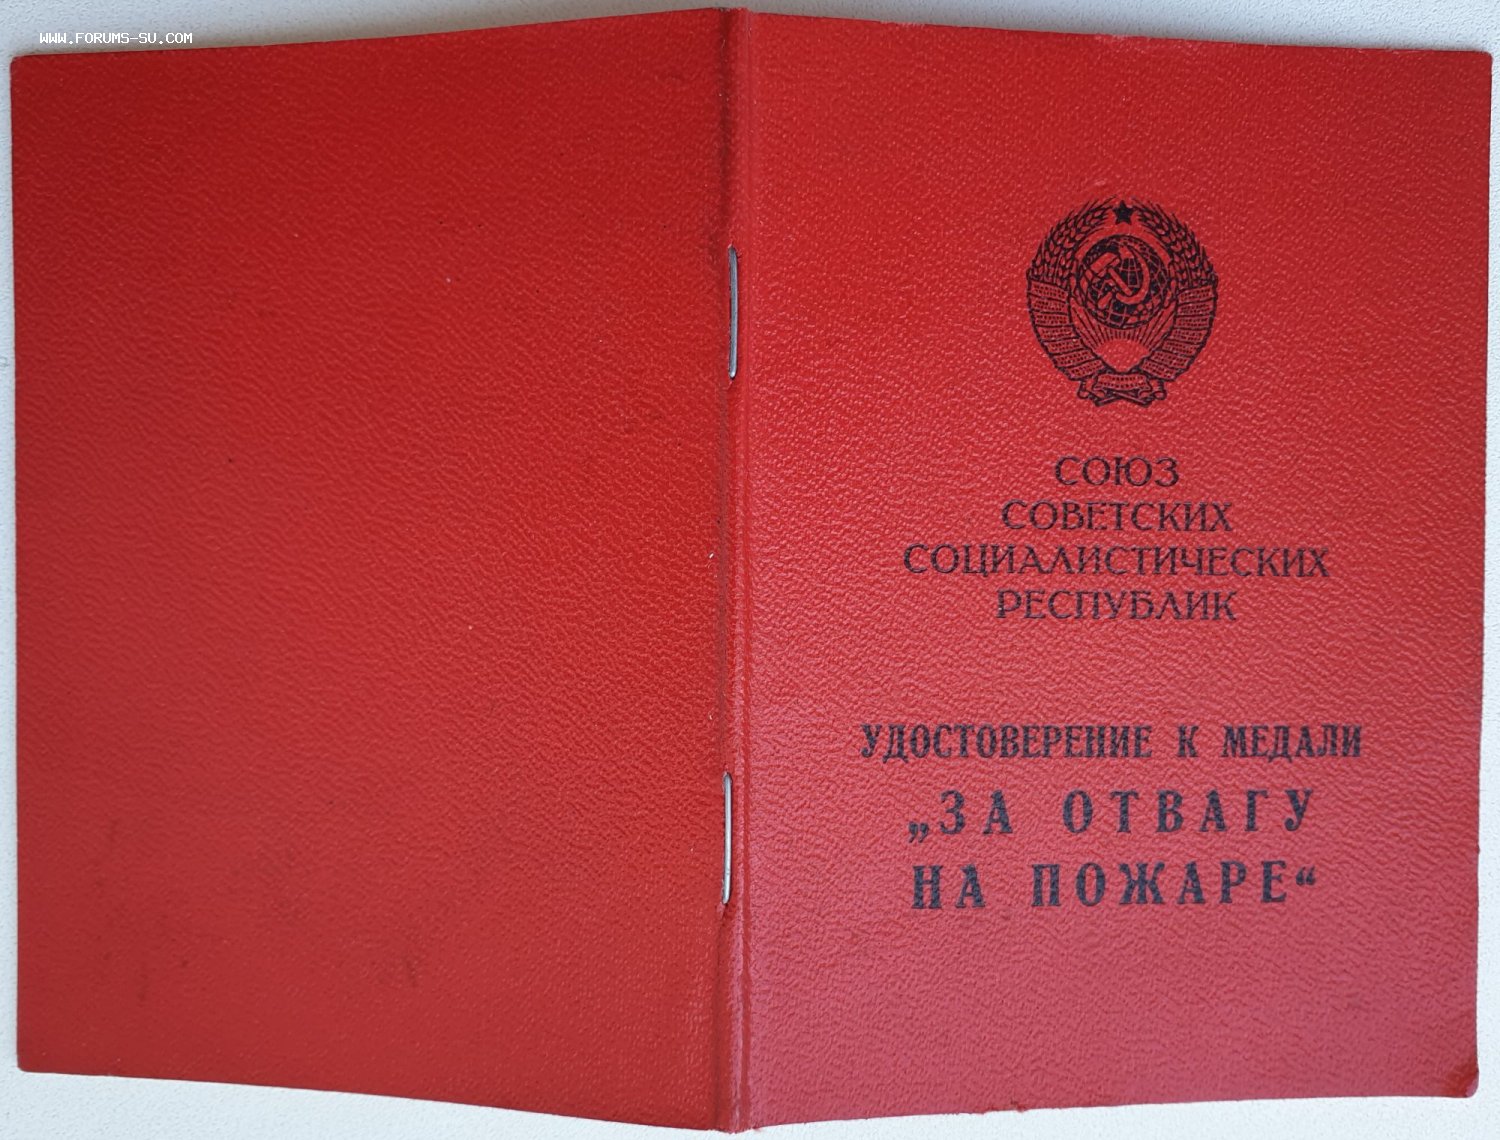 WWW.FORUMS-SU.COM
СОЮЗ
СОВЕТСКИХ
СОЦИАЛИСТИЧЕСКИХ
РЕСПУБЛИК
УДОСТОВЕРЕНИЕ К МЕДАЛИ
„ЗА ОТВАГУ
НА ПОЖАРЕ“